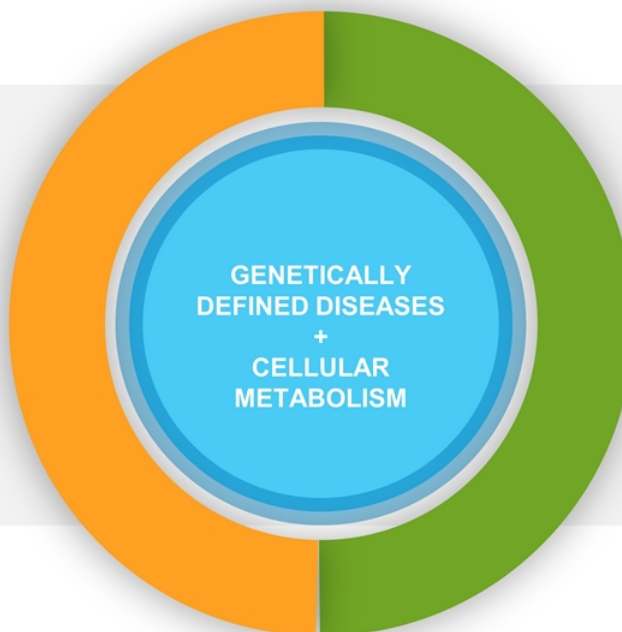 GENETICALLY
DEFINED DISEASES
+
CELLULAR
METABOLISM